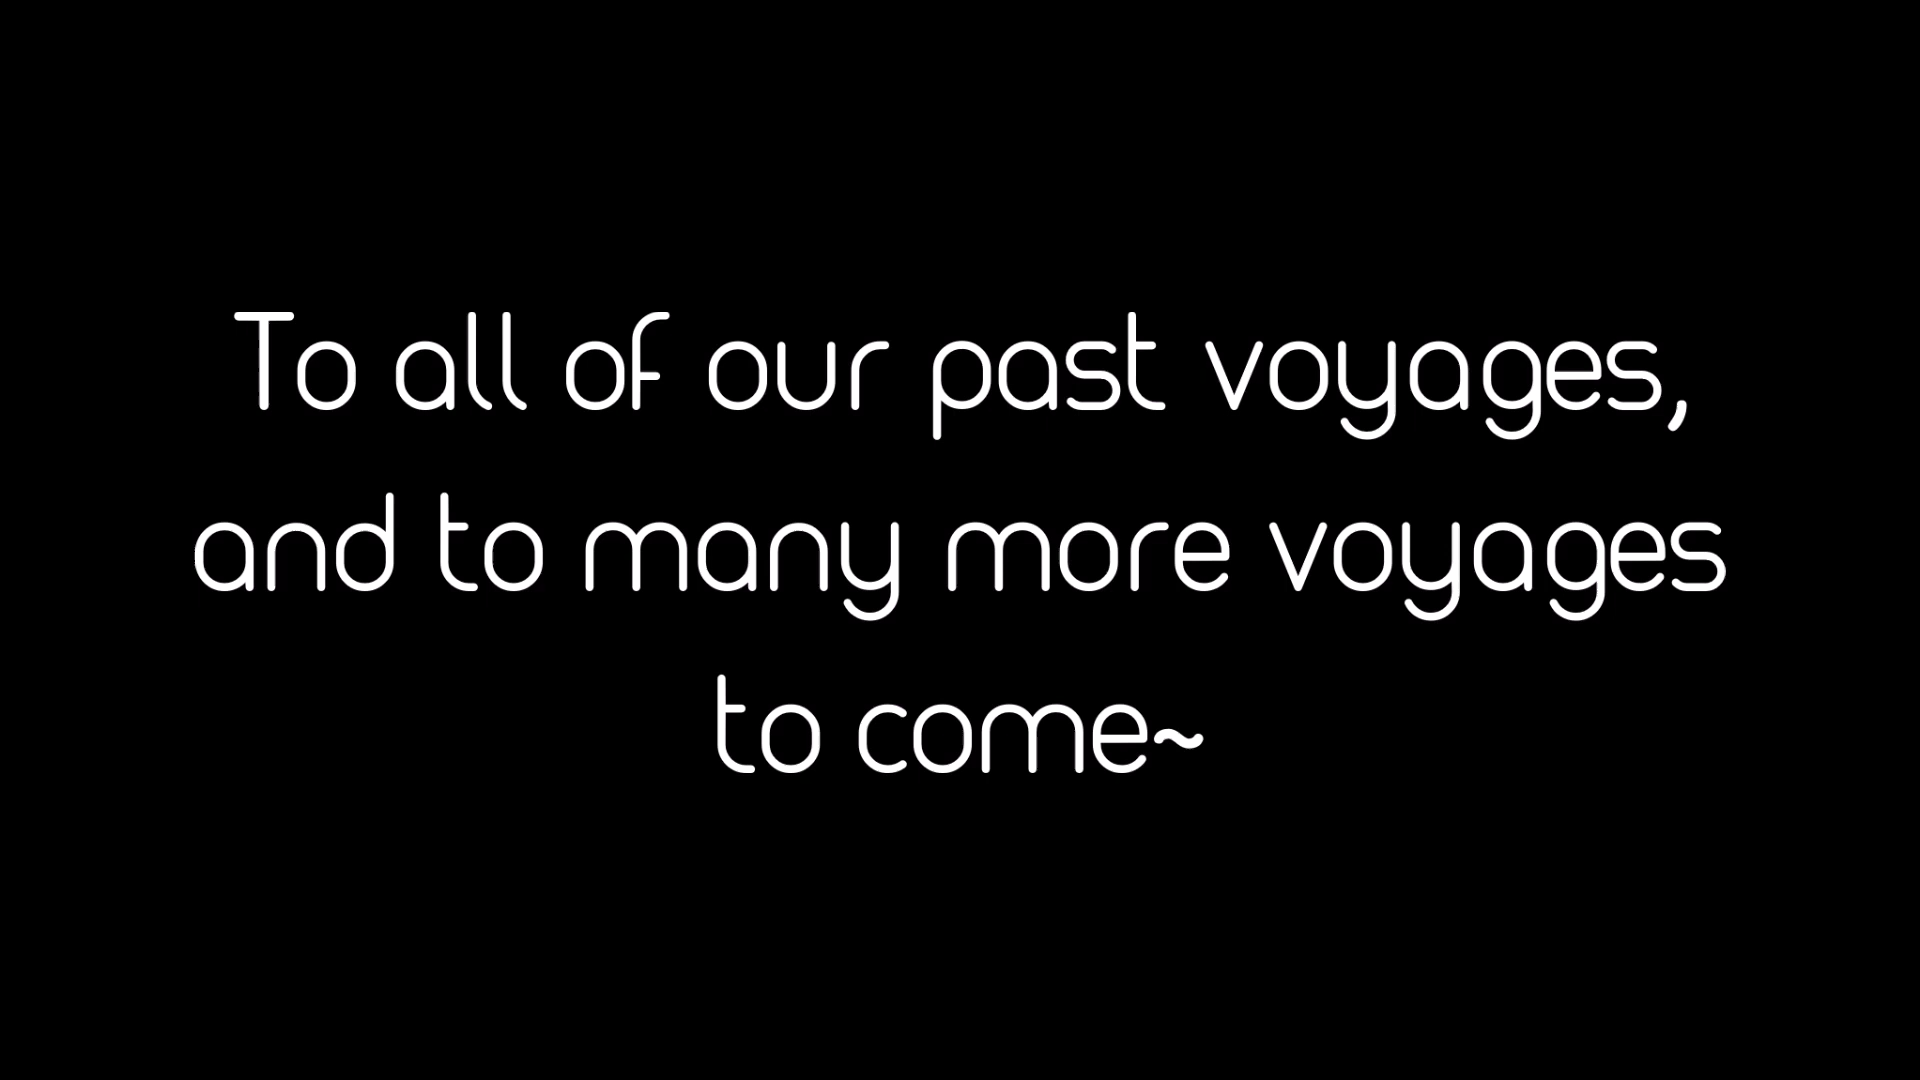 To all of our past voyages,
and to many more voyages
to come~